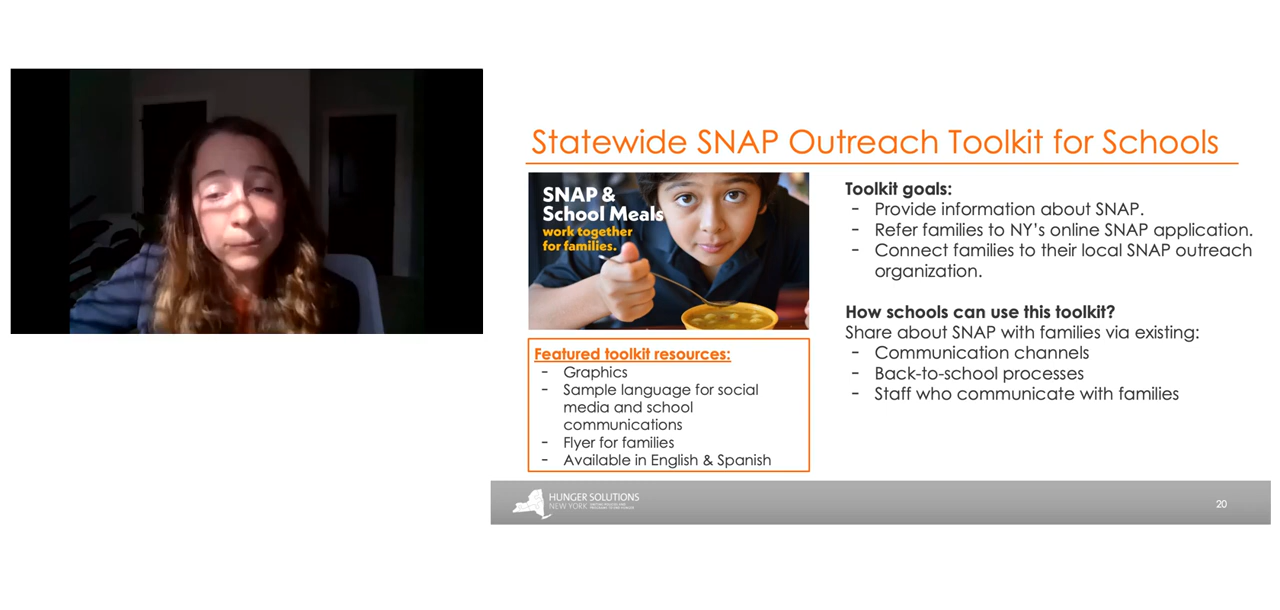 Statewide SNAP Outreach Toolkit for Schools
SNAP &
School Meals
work together
for families.
Featured toolkit resources:
- Graphics
- Sample language for social
media and school
communications
- Flyer for families
- Available in English & Spanish
Toolkit goals:
- Provide information about SNAP.
- Refer families to NY's online SNAP application.
- Connect families to their local SNAP outreach
organization.
How schools can use this toolkit?
Share about SNAP with families via existing:
- Communication channels
- Back-to-school processes
- Staff who communicate with families
HUNGER SOLUTIONS
NEW YORK
20